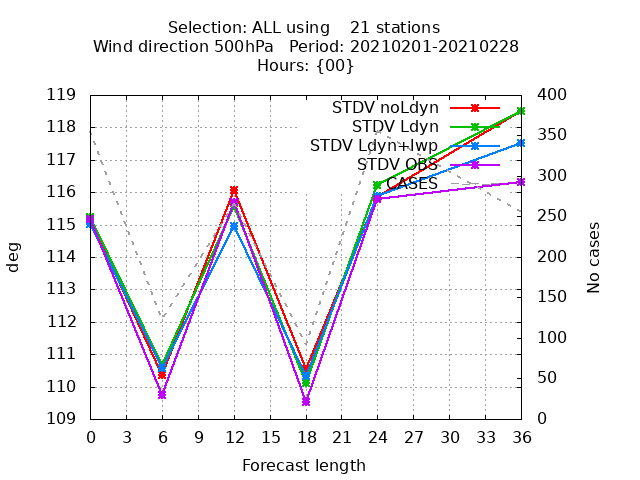 Selection: ALL using 21 stations
Wind direction 500hPa Period: 20210201-20210228
Hours: {00}
STDV noLdyn
STDV Ldyn
STDV Ldyn+lwp
STDV OBS
CASES
deg
119
118
117
116
115
114
113
112
111
110
109
400
350
300
250
200
150
100
50
0
No cases
0 3 6 9 12 15 18 21 24 27 30 33 36
Forecast length